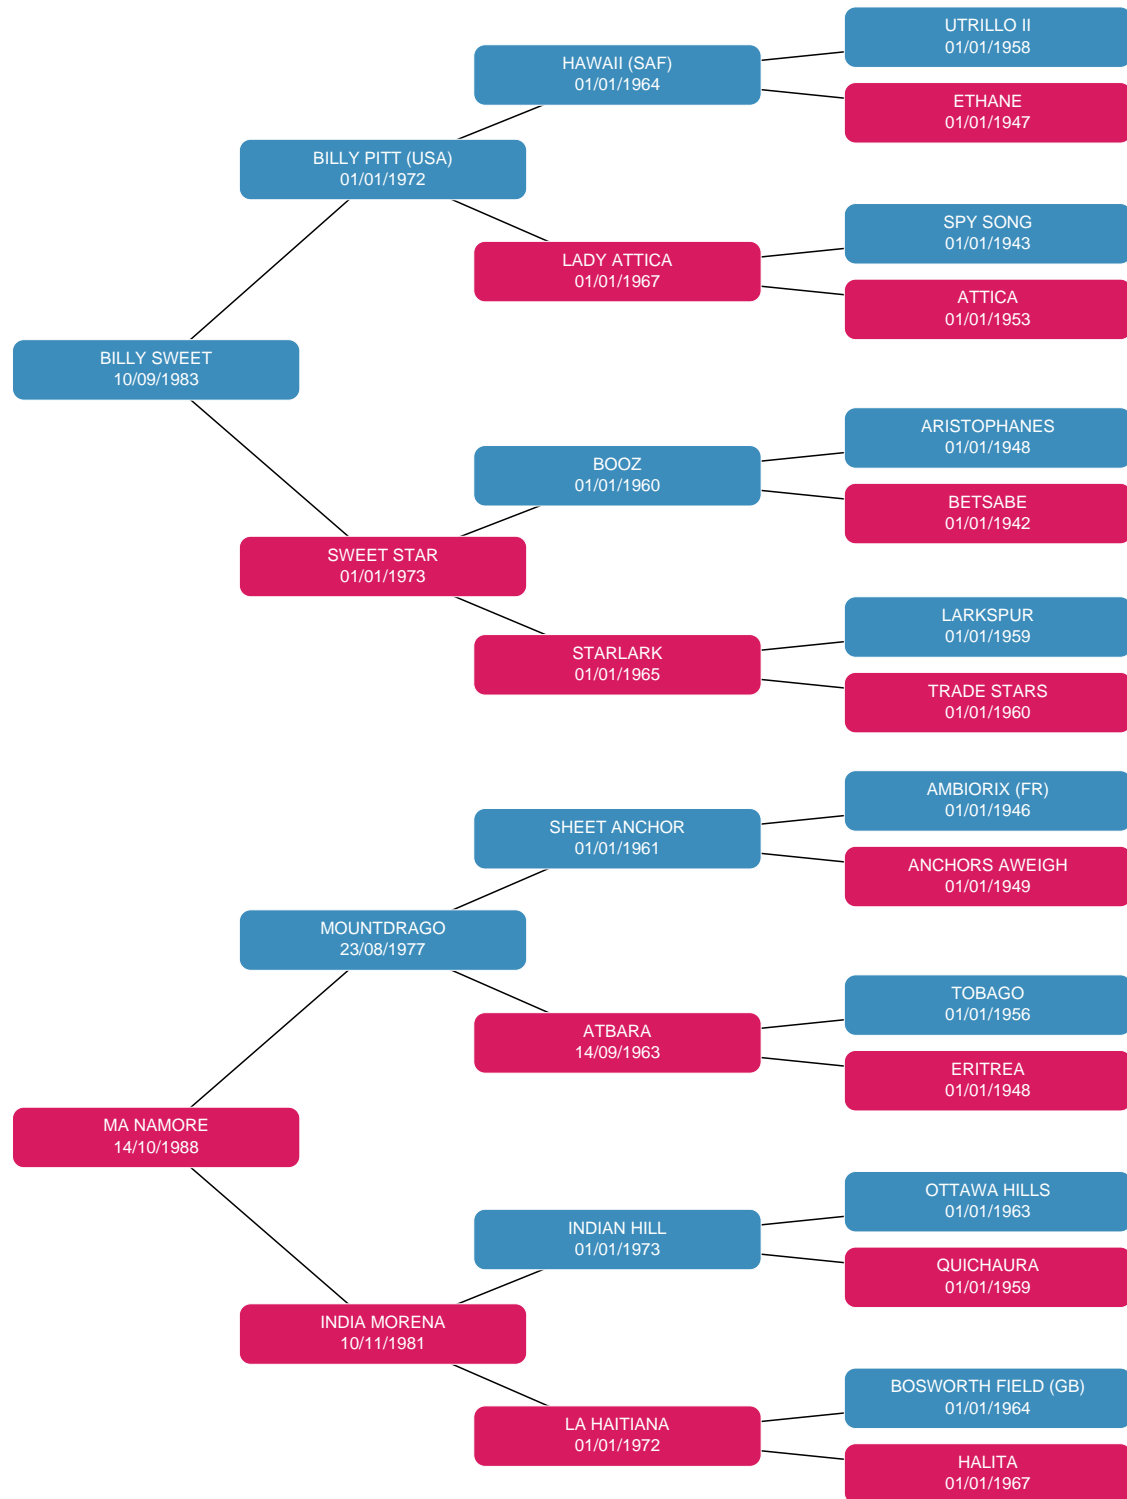 UTRILLO II
01/01/1958
HAWAII (SAF)
01/01/1964
ETHANE
01/01/1947
BILLY PITT (USA)
01/01/1972
SPY SONG
01/01/1943
LADY ATTICA
01/01/1967
ATTICA
01/01/1953
BILLY SWEET
10/09/1983
ARISTOPHANES
01/01/1948
BOOZ
01/01/1960
BETSABE
01/01/1942
SWEET STAR
01/01/1973
LARKSPUR
01/01/1959
STARLARK
01/01/1965
TRADE STARS
01/01/1960
AMBIORIX (FR)
01/01/1946
SHEET ANCHOR
01/01/1961
ANCHORS AWEIGH
01/01/1949
MOUNTDRAGO
23/08/1977
TOBAGO
01/01/1956
ATBARA
14/09/1963
ERITREA
01/01/1948
MA NAMORE
14/10/1988
OTTAWA HILLS
01/01/1963
INDIAN HILL
01/01/1973
QUICHAURA
01/01/1959
INDIA MORENA
10/11/1981
BOSWORTH FIELD (GB)
01/01/1964
LA HAITIANA
01/01/1972
HALITA
01/01/1967